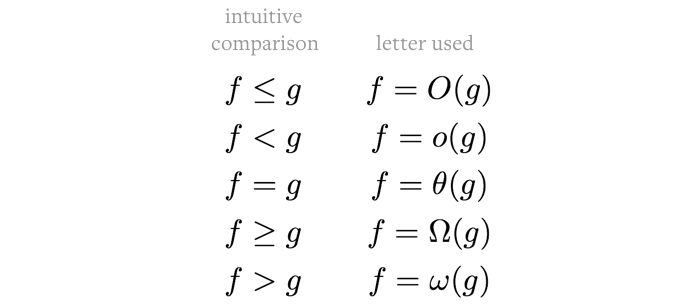 intuitive
comparison letter used
f ≤ g f = O(g)
f < g f = o(g)
f = g f = θ(g)
f ≥ g f = Ω(g)
f > g f = ω(g)